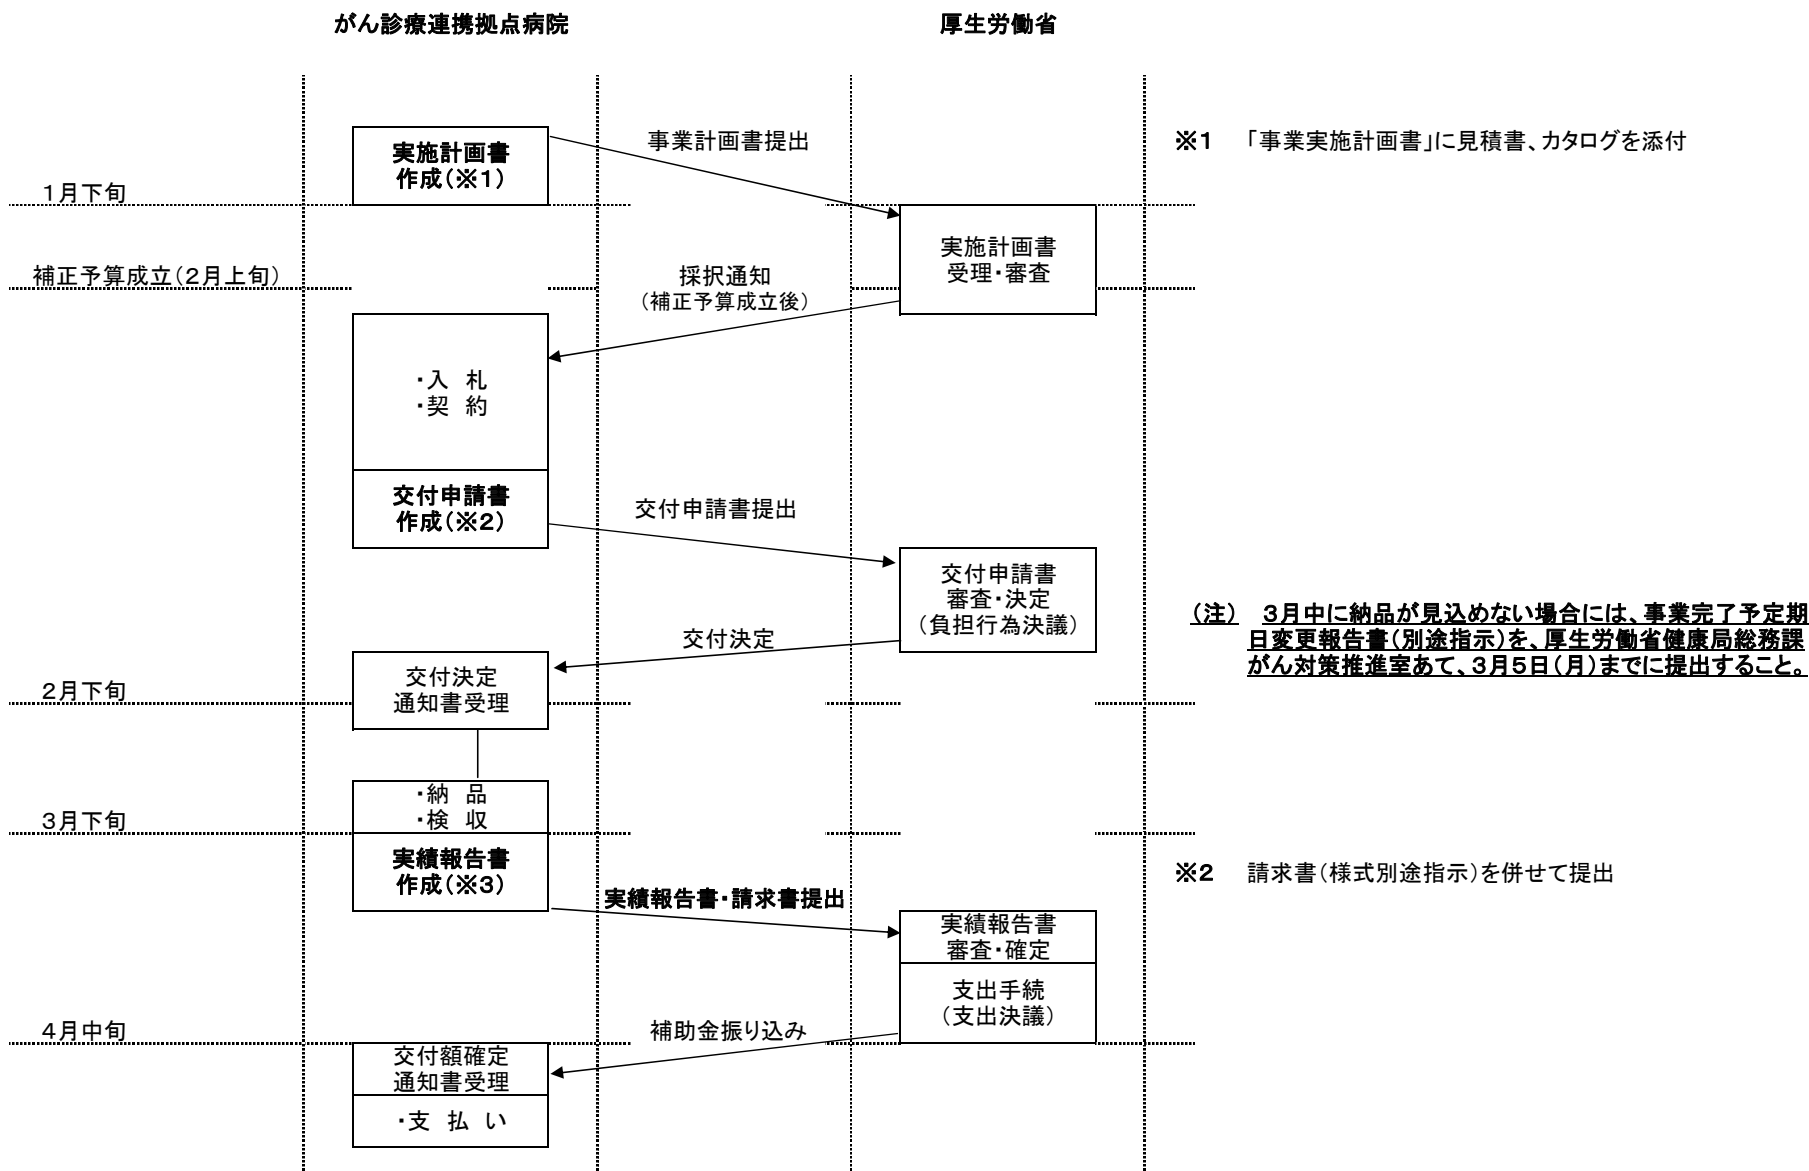 がん診療連携拠点病院
厚生労働省
実施計画書
作成(※1)
事業計画書提出
※1　「事業実施計画書」に見積書、カタログを添付
1月下旬
実施計画書
受理・審査
補正予算成立(2月上旬)
採択通知
(補正予算成立後)
・入　札
・契　約
交付申請書
作成(※2)
交付申請書提出
交付申請書
審査・決定
(負担行為決議)
(注)　3月中に納品が見込めない場合には、事業完了予定期
日変更報告書(別途指示)を、厚生労働省健康局総務課
がん対策推進室あて、3月5日(月)までに提出すること。
交付決定
交付決定
通知書受理
2月下旬
・納　品
・検　収
3月下旬
実績報告書
作成(※3)
※2　請求書(様式別途指示)を併せて提出
実績報告書・請求書提出
実績報告書
審査・確定
支出手続
(支出決議)
4月中旬
補助金振り込み
交付額確定
通知書受理
・支　払　い